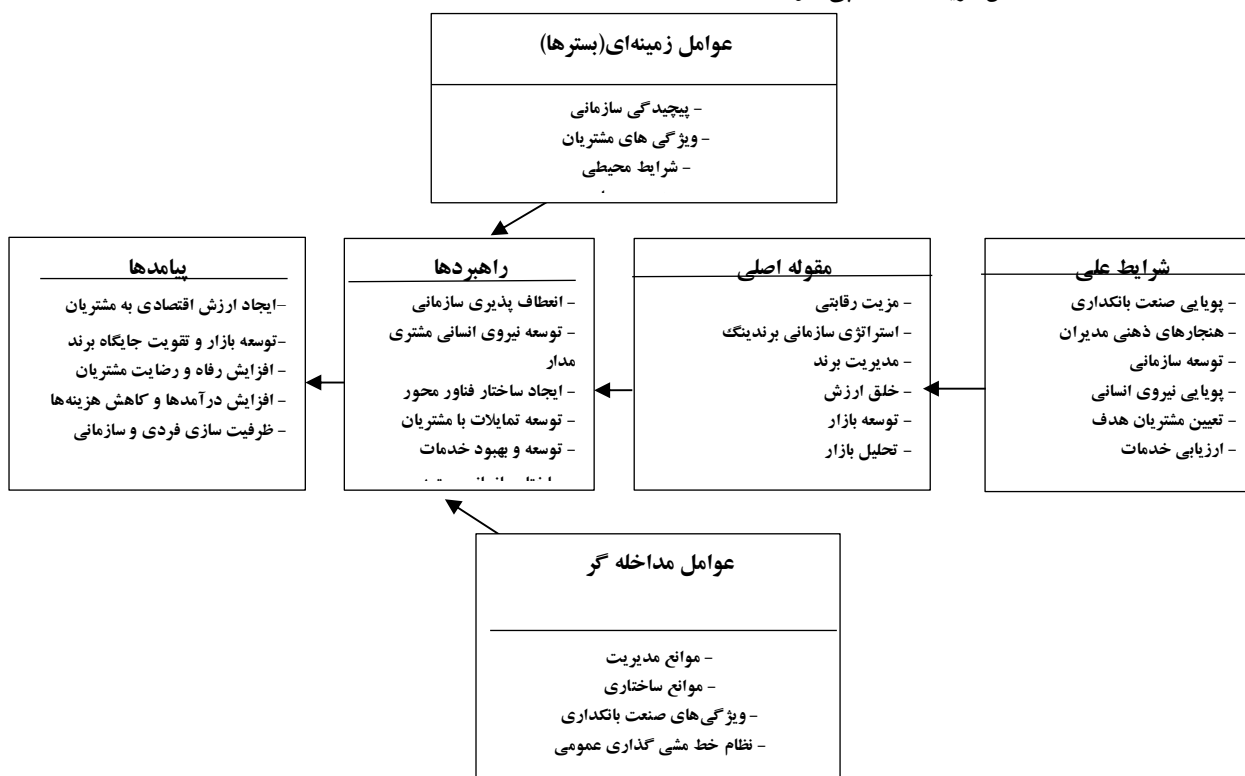 عوامل زمینه‌ای(بسترها)
- پیچیدگی سازمانی
- ویژگی های مشتریان
- شرایط محیطی
شرایط علی
- پویایی صنعت بانکداری
- هنجارهای ذهنی مدیران
- توسعه سازمانی
- پویایی نیروی انسانی
- تعیین مشتریان هدف
- ارزیابی خدمات
مقوله اصلی
- مزیت رقابتی
- استراتژی سازمانی برندینگ
- مدیریت برند
- خلق ارزش
- توسعه بازار
- تحلیل بازار
راهبردها
- انعطاف پذیری سازمانی
- توسعه نیروی انسانی مشتری
مدار
- ایجاد ساختار فناور محور
- توسعه تمایلات با مشتریان
- توسعه و بهبود خدمات
پیامدها
-ایجاد ارزش اقتصادی به مشتریان
-توسعه بازار و تقویت جایگاه برند
- افزایش رفاه و رضایت مشتریان
- افزایش درآمدها و کاهش هزینه‌ها
- ظرفیت سازی فردی و سازمانی
عوامل مداخله گر
- موانع مدیریت
- موانع ساختاری
- ویژگی‌های صنعت بانکداری
- نظام خط مشی گذاری عمومی